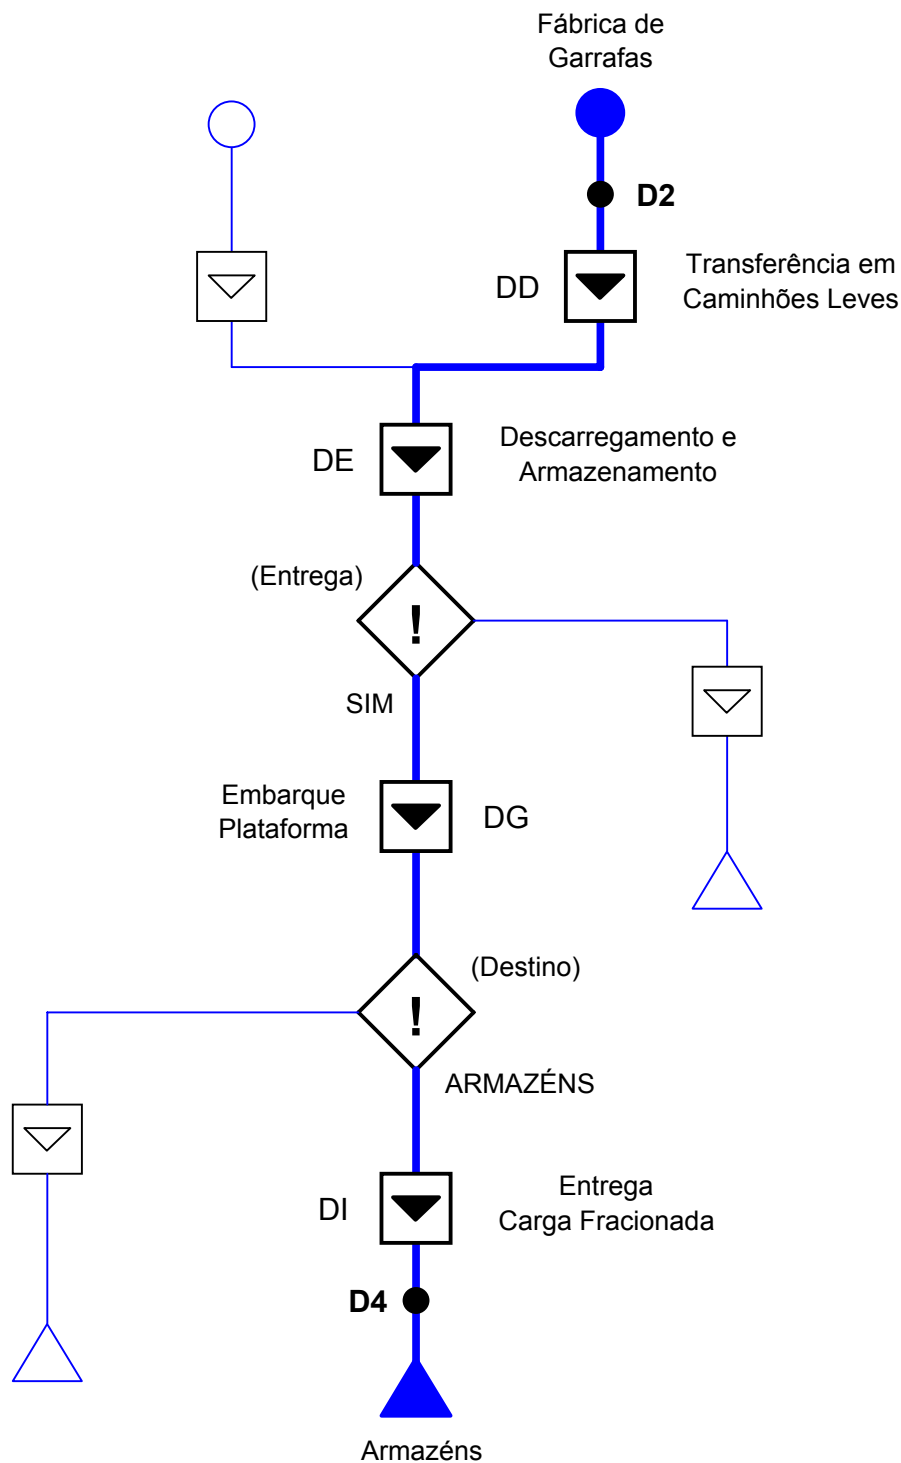 Fábrica de
Garrafas
D2
DD
Transferência em
Caminhões Leves
DE
Descarregamento e
Armazenamento
(Entrega)
!
SIM
Embarque
Plataforma
DG
(Destino)
!
ARMAZÉNS
DI
Entrega
Carga Fracionada
D4
Armazéns